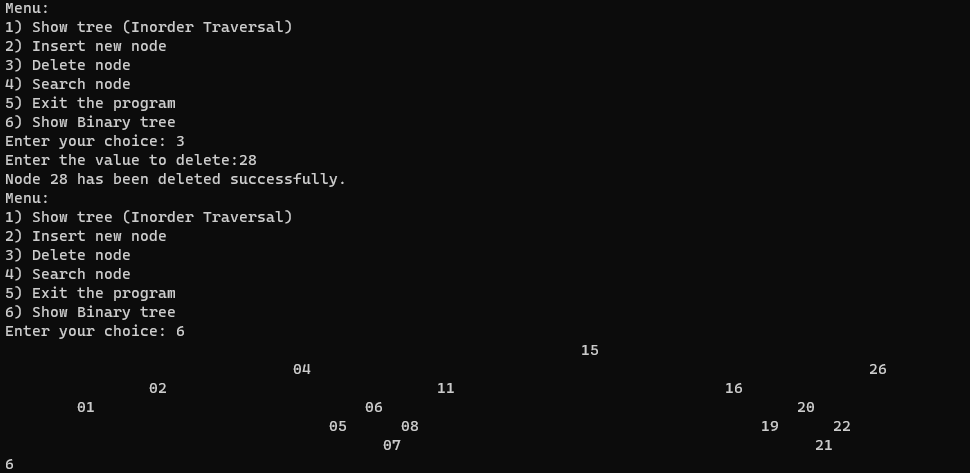 Menu:
1) Show tree (Inorder Traversal)
2) Insert new node
3) Delete node
4) Search node
5) Exit the program
6) Show Binary tree
Enter your choice: 3
Enter the value to delete:28
Node 28 has been deleted successfully.
Menu:
1) Show tree (Inorder Traversal)
2) Insert new node
3) Delete node
4) Search node
5) Exit the program
6) Show Binary tree
Enter your choice: 6
15
04 26
02 11 16
01 06 20
05 08 19 22
07 21
6